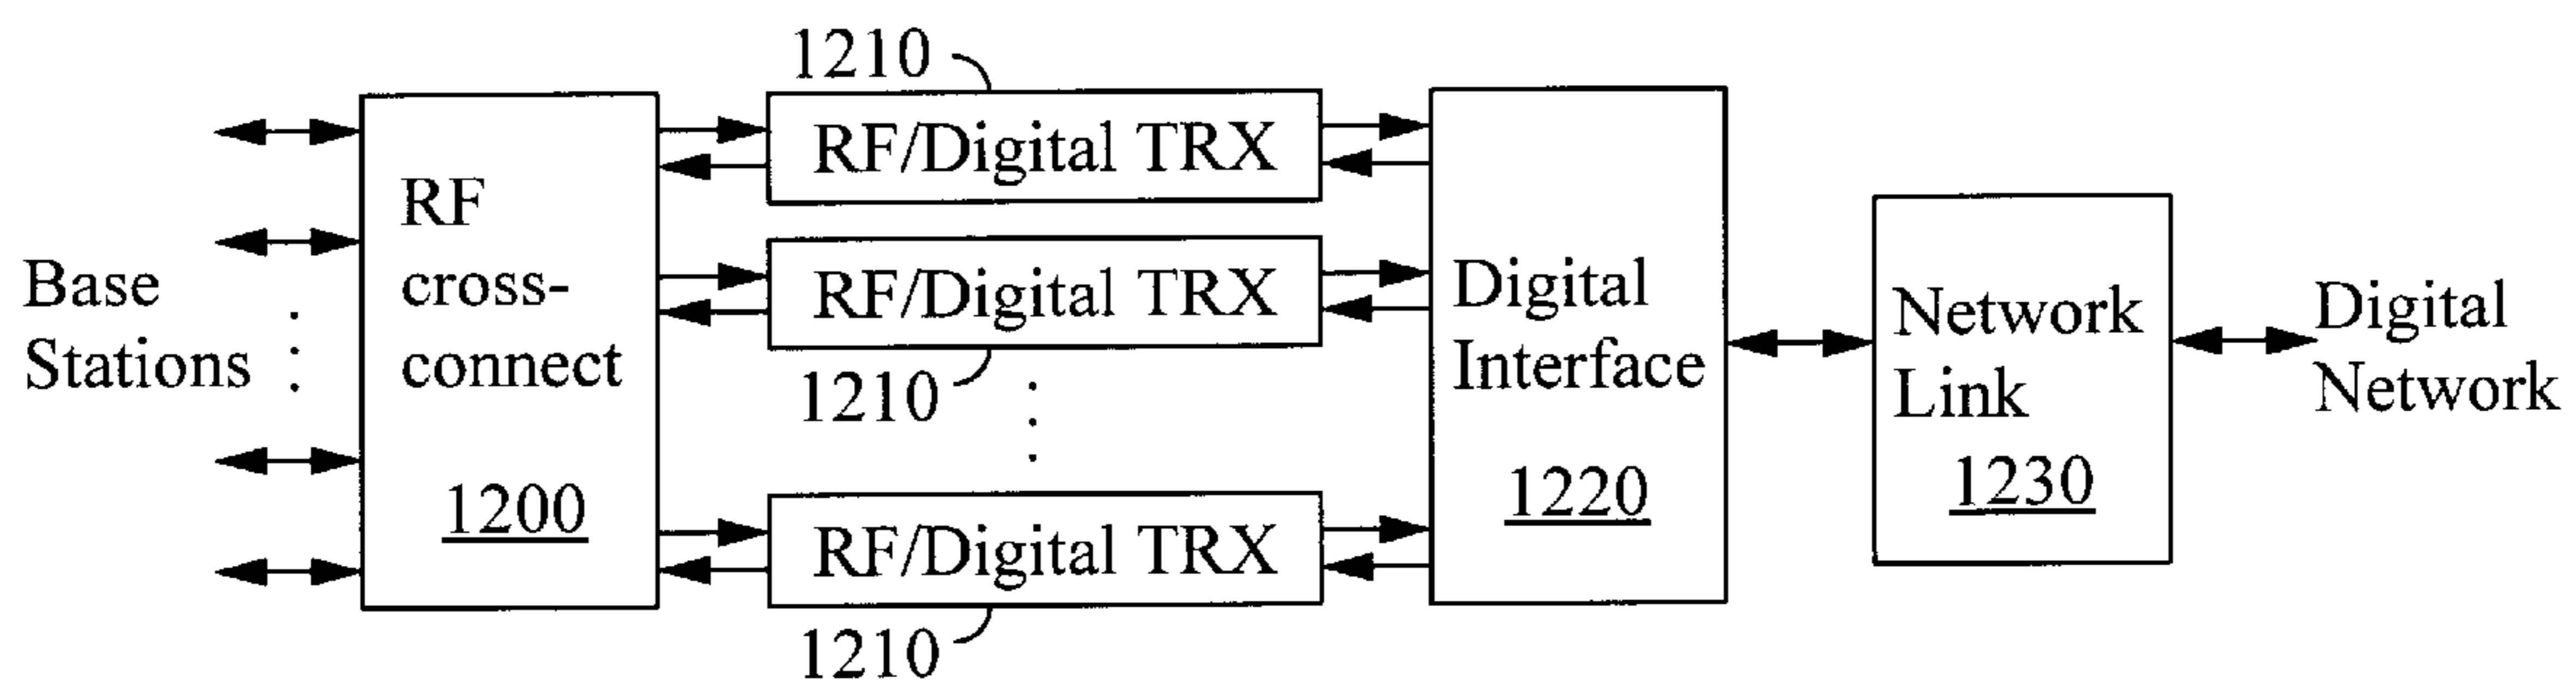 Base
Stations
RF
cross-
connect
1200
1210
RF/Digital TRX
RF/Digital TRX
1210
RF/Digital TRX
1210
Digital
Interface
1220
Network
Link
1230
Digital
Network